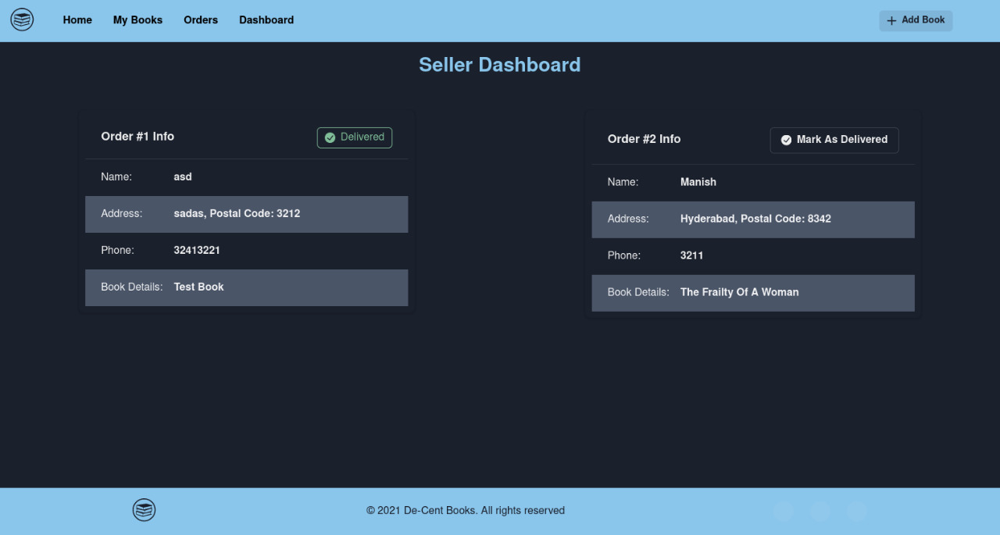 Home My Books Orders Dashboard Add Book
Seller Dashboard
Order #1 Info Delivered
Name: asd
Address: sadas, Postal Code: 3212
Phone: 32413221
Book Details: Test Book
Order #2 Info Mark As Delivered
Name: Manish
Address: Hyderabad, Postal Code: 8342
Phone: 3211
Book Details: The Frailty Of A Woman
© 2021 De-Cent Books. All rights reserved